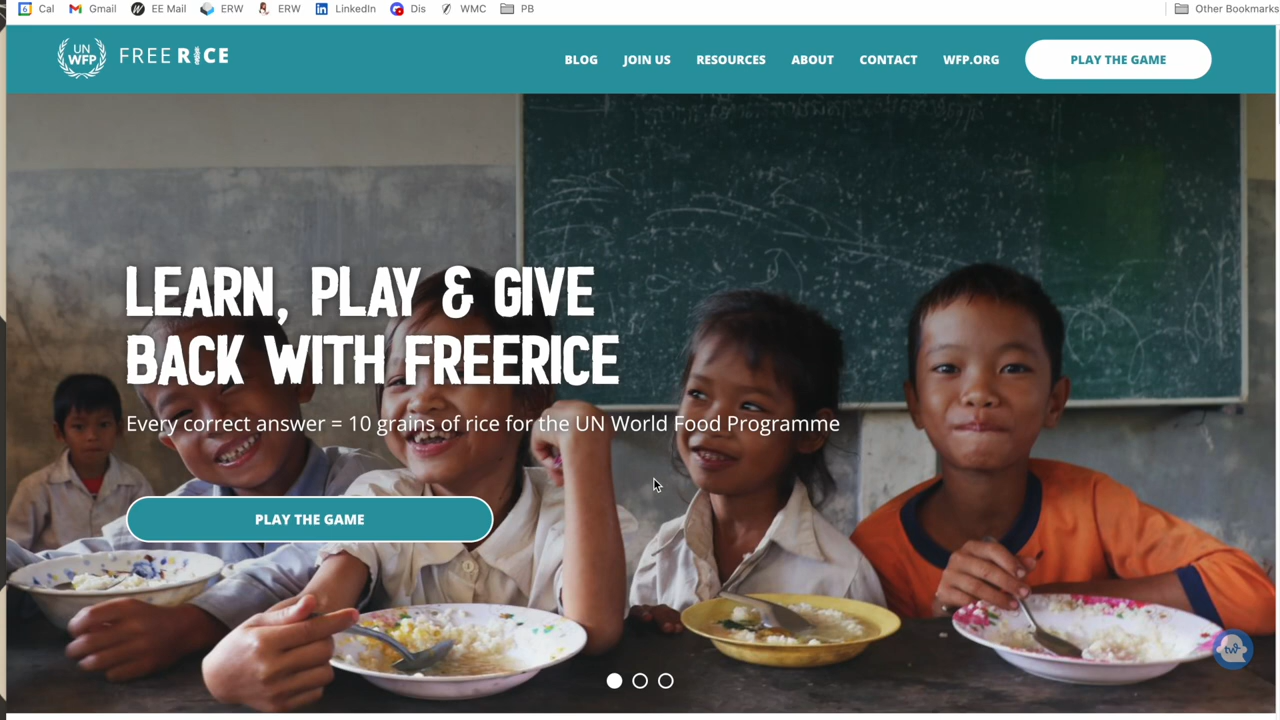 Cal Gmail EE Mail ERW ERW LinkedIn Dis WMC PB Other Bookmarks
UN WFP FREE RICE BLOG JOIN US RESOURCES ABOUT CONTACT WFP.ORG PLAY THE GAME
LEARN, PLAY & GIVE
BACK WITH FREERICE
Every correct answer = 10 grains of rice for the UN World Food Programme
PLAY THE GAME